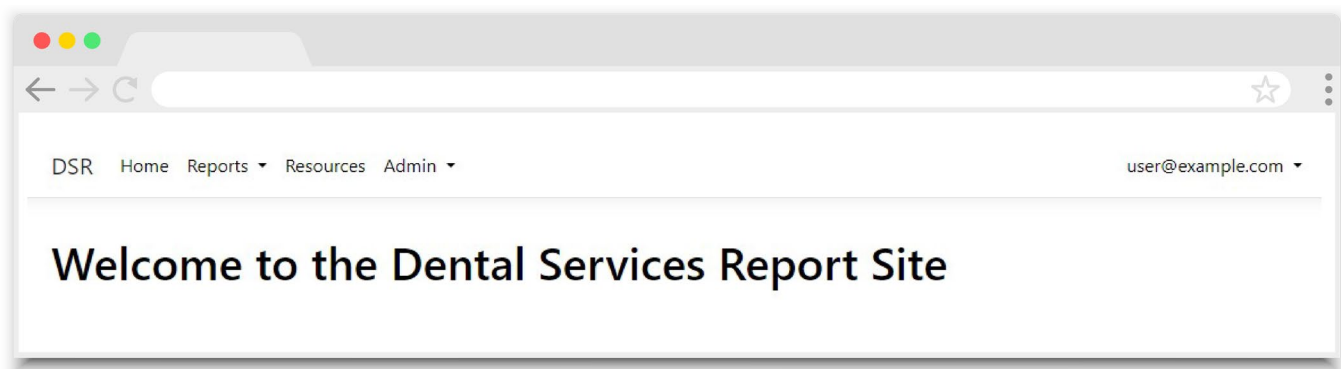 DSR Home Reports Resources Admin user@example.com
Welcome to the Dental Services Report Site